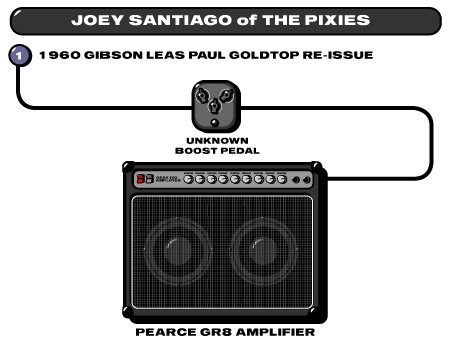 JOEY SANTIAGO of THE PIXIES
1 1960 GIBSON LEAS PAUL GOLDTOP RE-ISSUE
UNKNOWN
BOOST PEDAL
PEARCE GR8 AMPLIFIER